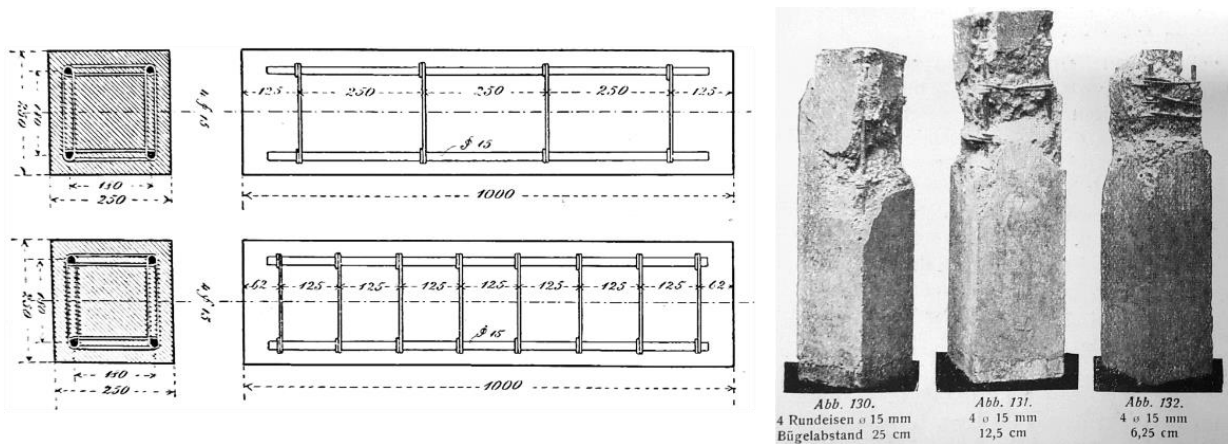 250
250
4 ∮ 15
125 250 250 250 125
∮ 15
1000
250
250
4 ∮ 15
62 125 125 125 125 125 125 125 62
∮ 15
1000
Abb. 130.
4 Rundeisen ø 15 mm
Bügelabstand 25 cm
Abb. 131.
4 ø 15 mm
12,5 cm
Abb. 132.
4 ø 15 mm
6,25 cm